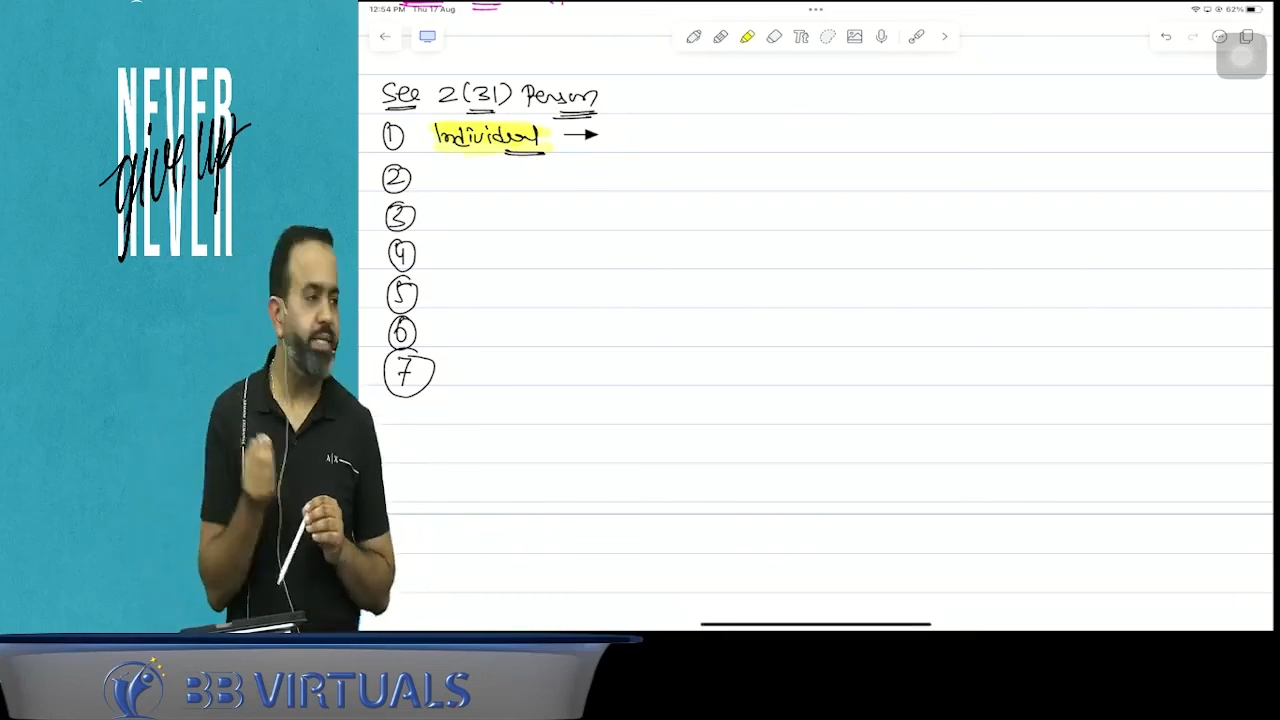 12:54 PM Thu 17 Aug
62%
NEVER
give up
NEVER
Sec 2(31) Person
① Individual →
②
③
④
⑤
⑥
⑦
A|X
BB VIRTUALS